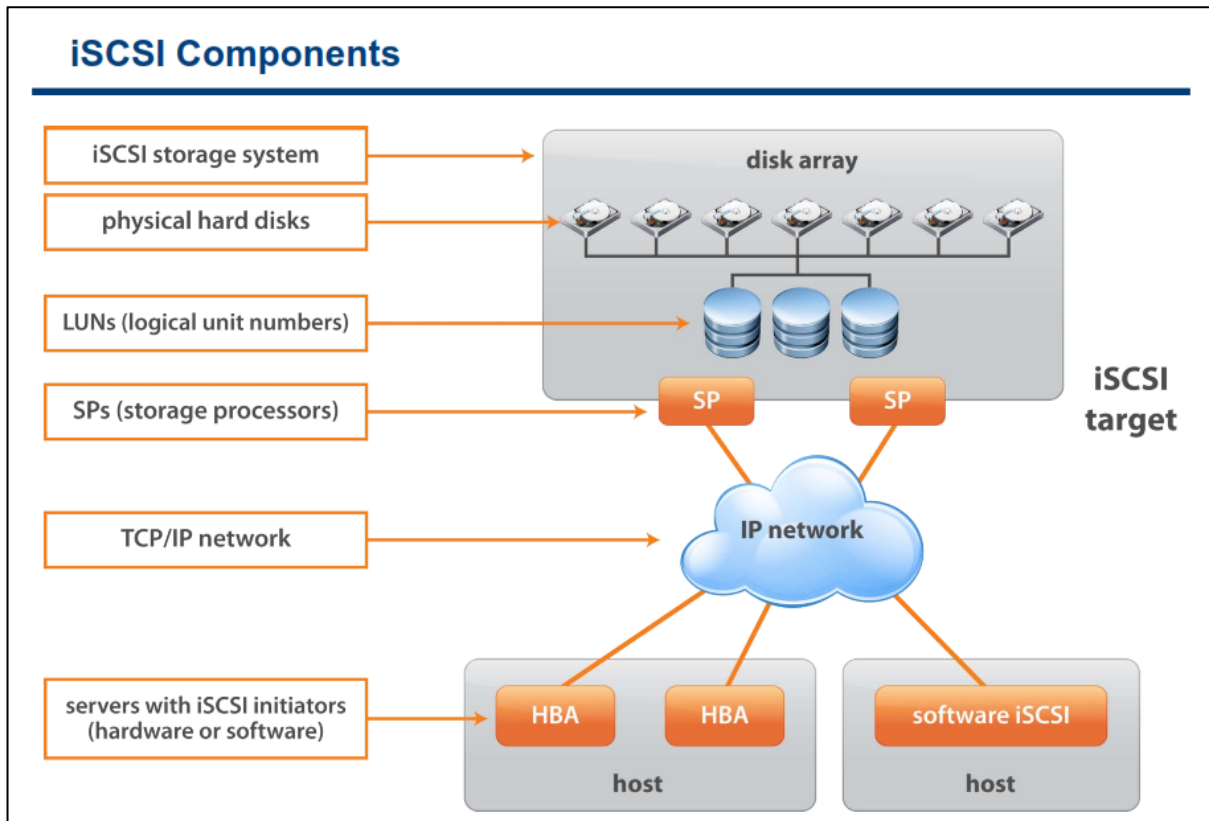 iSCSI Components
iSCSI storage system
disk array
physical hard disks
LUNs (logical unit numbers)
SPs (storage processors)
SP
SP
iSCSI
target
TCP/IP network
IP network
servers with iSCSI initiators
(hardware or software)
HBA
HBA
software iSCSI
host
host